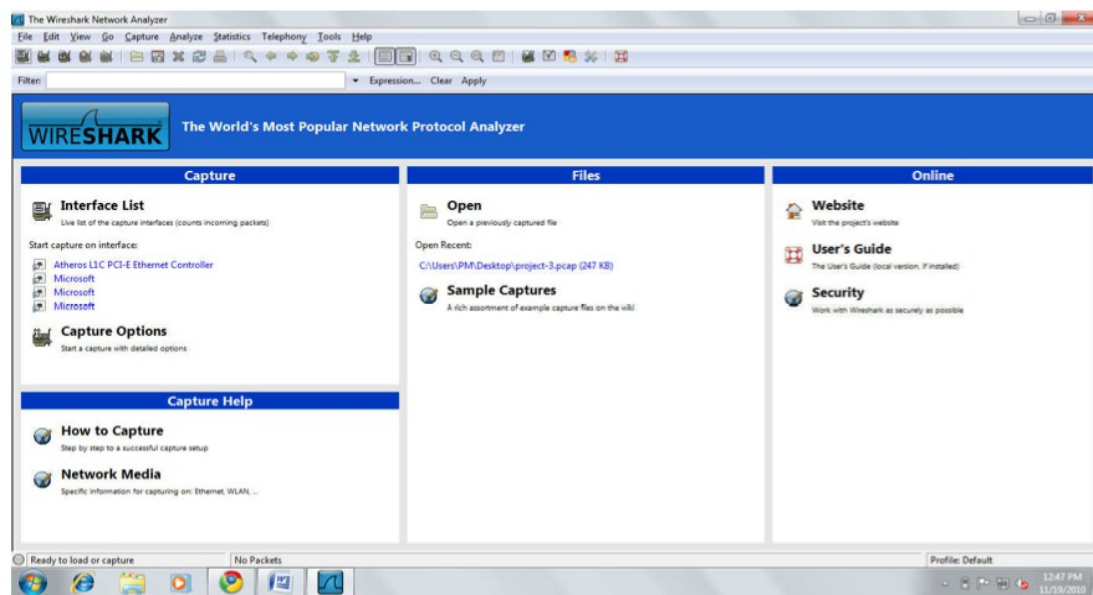 The Wireshark Network Analyzer
File Edit View Go Capture Analyze Statistics Telephony Tools Help
Filter: Expression... Clear Apply
WIRESHARK The World's Most Popular Network Protocol Analyzer
Capture
Interface List
Live list of the capture interfaces (counts incoming packets)
Start capture on interface:
Atheros L1C PCI-E Ethernet Controller
Microsoft
Microsoft
Microsoft
Capture Options
Start a capture with detailed options
Capture Help
How to Capture
Step by step to a successful capture setup
Network Media
Specific information for capturing on: Ethernet, WLAN, ...
Files
Open
Open a previously captured file
Open Recent:
C:\Users\PM\Desktop\project-3.pcap (247 KB)
Sample Captures
A rich assortment of example capture files on the wiki
Online
Website
Visit the project's website
User's Guide
The User's Guide (local version, if installed)
Security
Work with Wireshark as securely as possible
Ready to load or capture No Packets Profile: Default
12:47 PM
11/19/2010